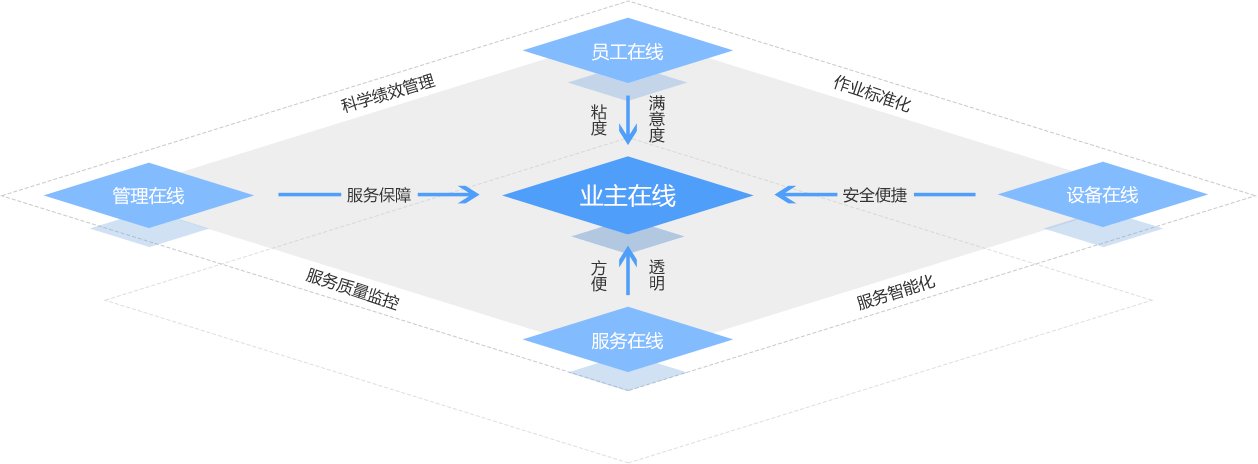 员工在线
科学绩效管理
作业标准化
粘度
满意度
管理在线
服务保障
业主在线
安全便捷
设备在线
方便
透明
服务质量监控
服务智能化
服务在线